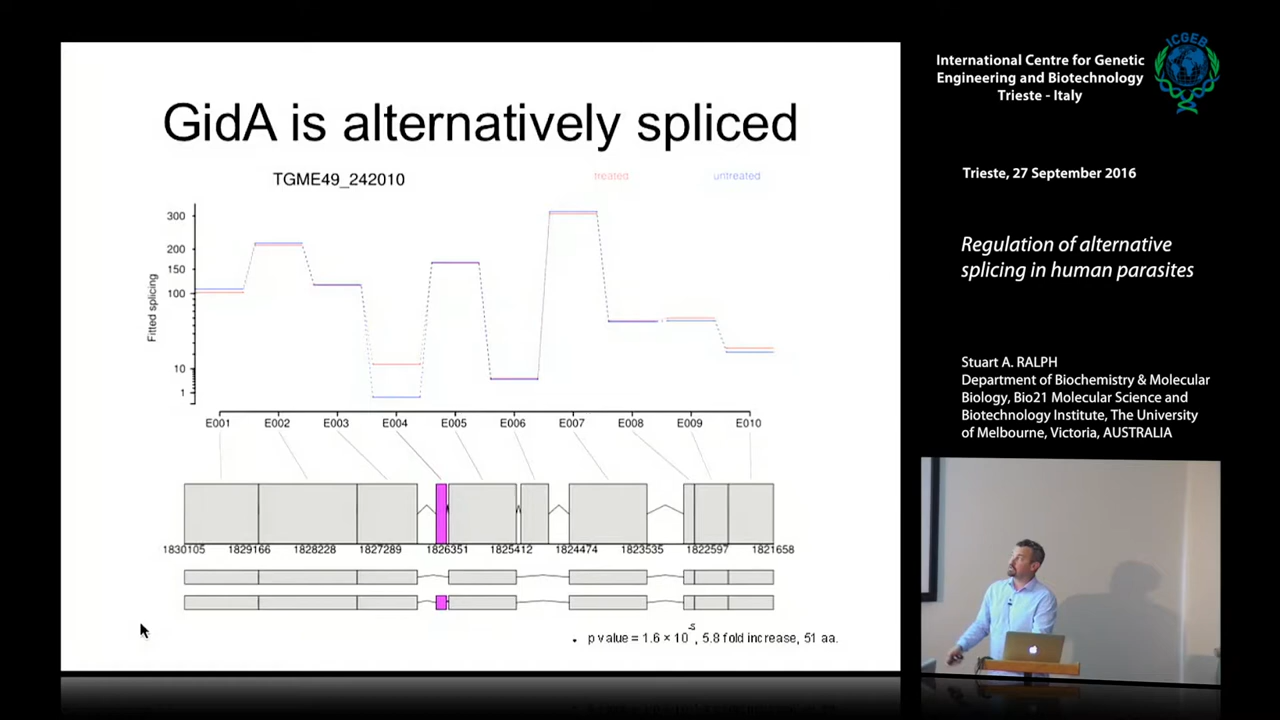 GidA is alternatively spliced
TGME49_242010
treated
untreated
Fitted splicing
300
200
150
100
10
1
E001 E002 E003 E004 E005 E006 E007 E008 E009 E010
1830105 1829166 1828228 1827289 1826351 1825412 1824474 1823535 1822597 1821658
• p value = 1.6 × 10-5, 5.8 fold increase, 51 aa.
International Centre for Genetic
Engineering and Biotechnology
Trieste - Italy
ICGEB
Trieste, 27 September 2016
Regulation of alternative
splicing in human parasites
Stuart A. RALPH
Department of Biochemistry & Molecular
Biology, Bio21 Molecular Science and
Biotechnology Institute, The University
of Melbourne, Victoria, AUSTRALIA